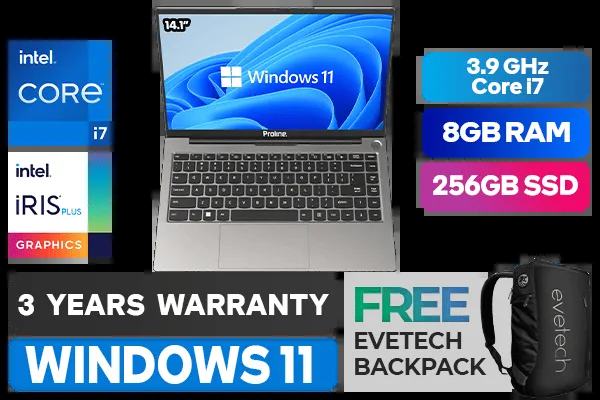 14.1"
intel.
CORE
i7
Windows 11
3.9 GHz
Core i7
8GB RAM
256GB SSD
intel.
iRIS PLUS
GRAPHICS
Proline.
3 YEARS WARRANTY
WINDOWS 11
FREE
EVETECH
BACKPACK
evetech